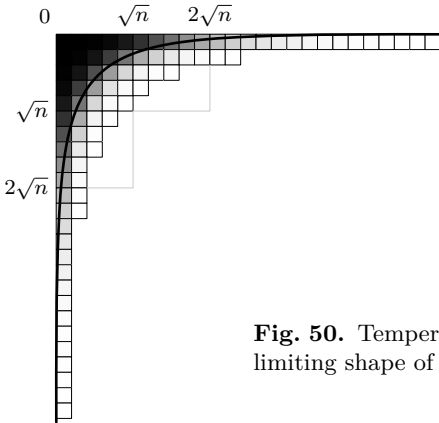 0 √n 2√n
√n
2√n
Fig. 50. Temper
limiting shape of